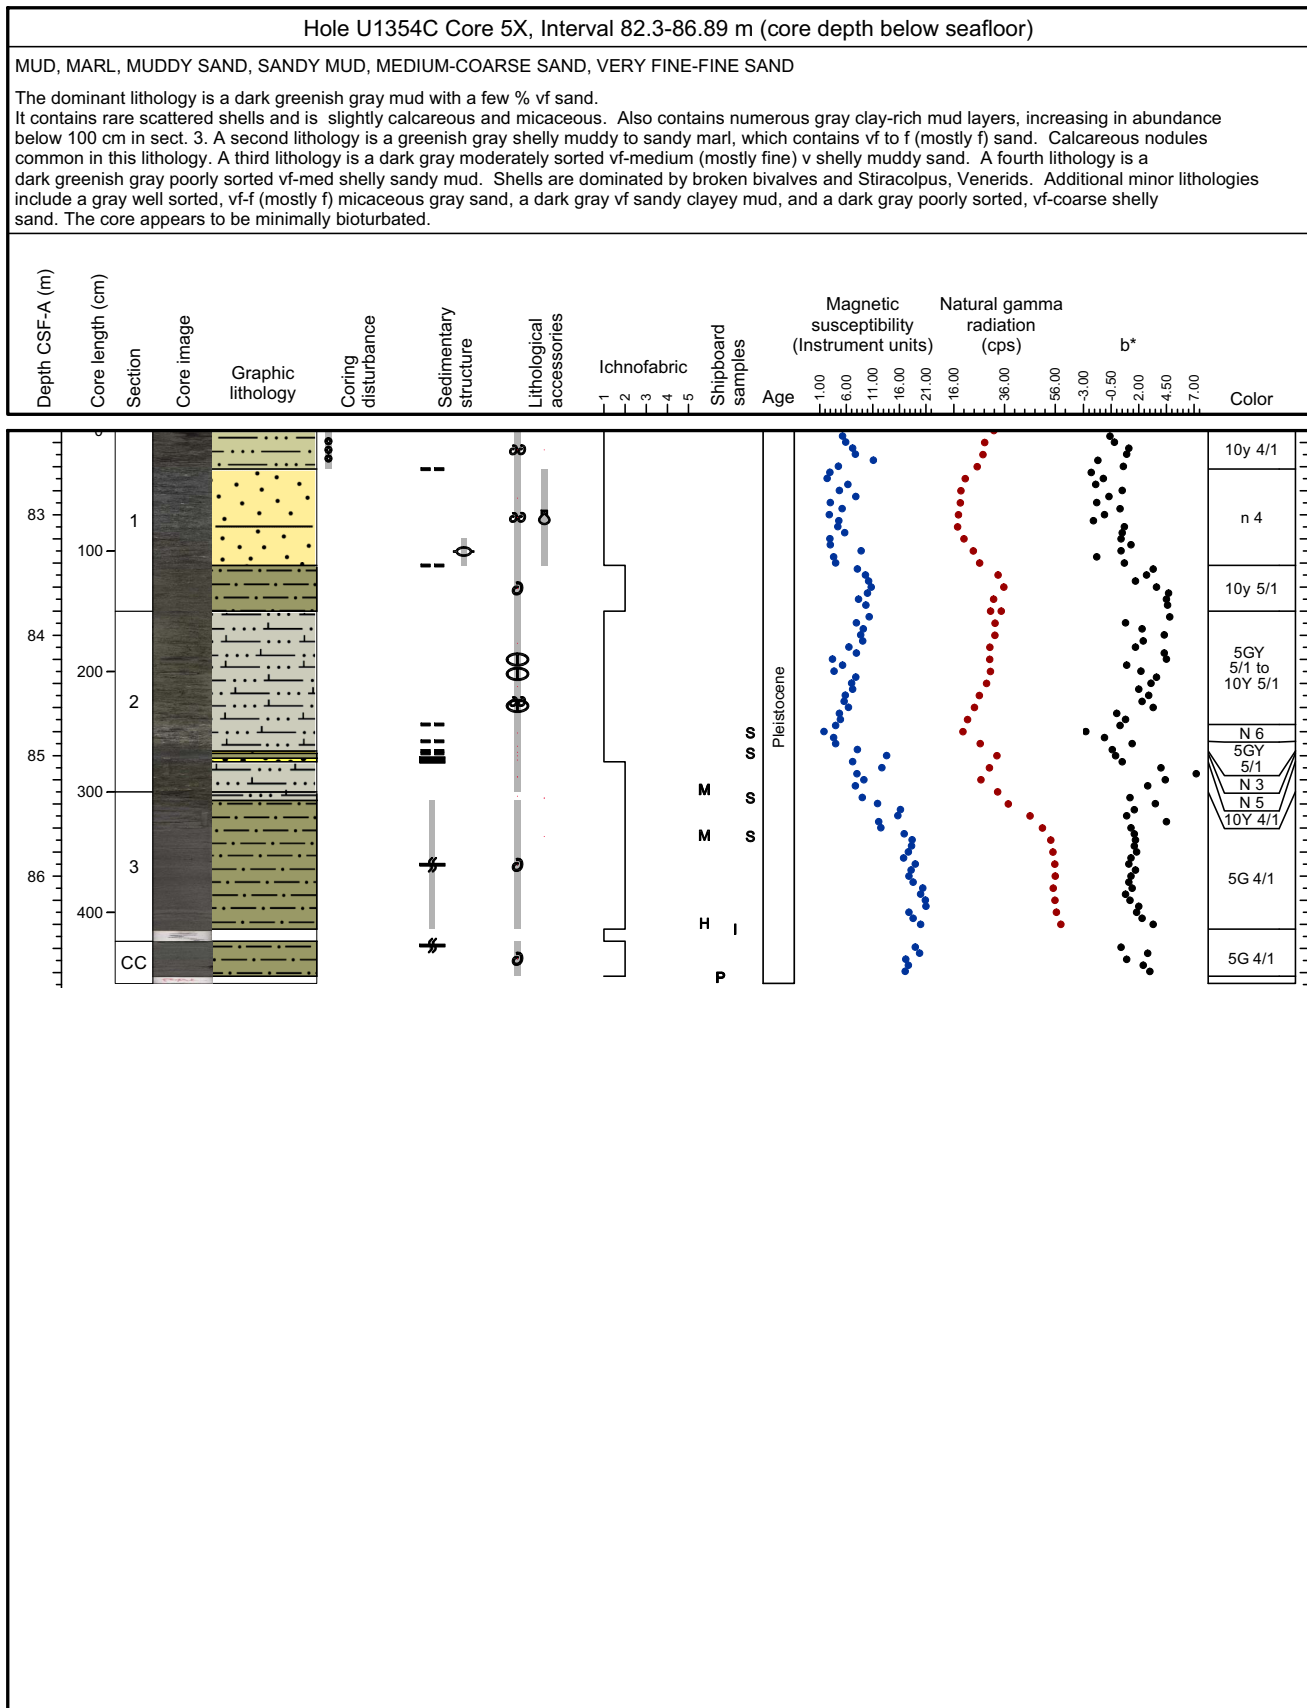 Hole U1354C Core 5X, Interval 82.3-86.89 m (core depth below seafloor)
MUD, MARL, MUDDY SAND, SANDY MUD, MEDIUM-COARSE SAND, VERY FINE-FINE SAND
The dominant lithology is a dark greenish gray mud with a few % vf sand.
It contains rare scattered shells and is slightly calcareous and micaceous. Also contains numerous gray clay-rich mud layers, increasing in abundance
below 100 cm in sect. 3. A second lithology is a greenish gray shelly muddy to sandy marl, which contains vf to f (mostly f) sand. Calcareous nodules
common in this lithology. A third lithology is a dark gray moderately sorted vf-medium (mostly fine) v shelly muddy sand. A fourth lithology is a
dark greenish gray poorly sorted vf-med shelly sandy mud. Shells are dominated by broken bivalves and Stiracolpus, Venerids. Additional minor lithologies
include a gray well sorted, vf-f (mostly f) micaceous gray sand, a dark gray vf sandy clayey mud, and a dark gray poorly sorted, vf-coarse shelly
sand. The core appears to be minimally bioturbated.
Depth CSF-A (m)
Core length (cm)
Section
Core image
Graphic
lithology
Coring
disturbance
Sedimentary
structure
Lithological
accessories
Ichnofabric
1 2 3 4 5
Shipboard
samples
Age
Magnetic
susceptibility
(Instrument units)
1.00 6.00 11.00 16.00 21.00
Natural gamma
radiation
(cps)
16.00 36.00 56.00
b*
-3.00 -0.50 2.00 4.50 7.00
Color
0
10y 4/1
83
1
n 4
100
10y 5/1
84
5GY
5/1 to
10Y 5/1
200
2
Pleistocene
S
N 6
85
S
5GY
5/1
N 3
300
M
S
N 5
10Y 4/1
M
S
3
86
5G 4/1
400
H
I
CC
5G 4/1
P